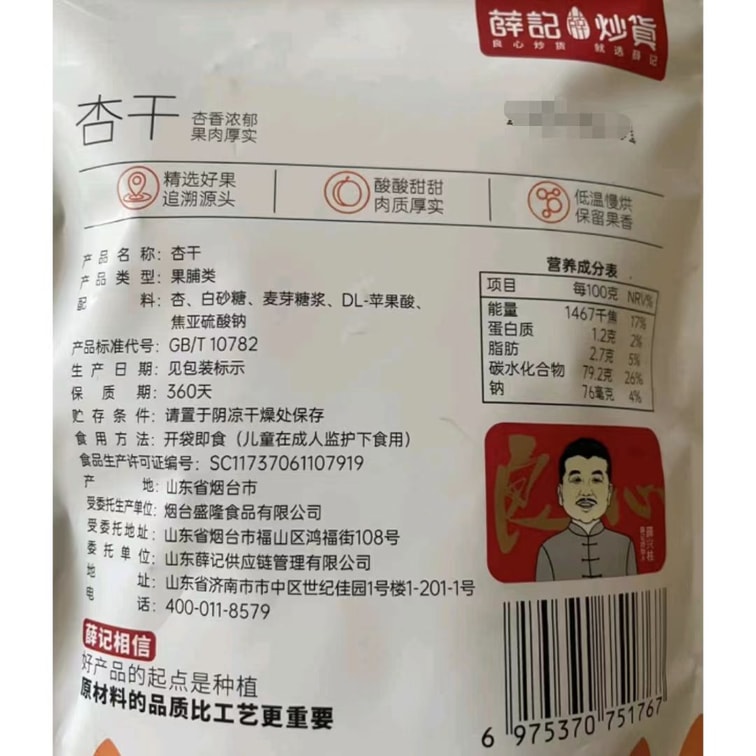 薛記炒貨
良心炒货 就选薛记
杏干
杏香浓郁
果肉厚实
精选好果
追溯源头
酸酸甜甜
肉质厚实
低温慢烘
保留果香
产品名称：杏干
产品类型：果脯类
配料：杏、白砂糖、麦芽糖浆、DL-苹果酸、
焦亚硫酸钠
产品标准代号：GB/T 10782
生产日期：见包装标示
保质期：360天
贮存条件：请置于阴凉干燥处保存
食用方法：开袋即食（儿童在成人监护下食用）
食品生产许可证编号：SC11737061107919
产地：山东省烟台市
受委托生产单位：烟台盛隆食品有限公司
受委托地址：山东省烟台市福山区鸿福街108号
委托单位：山东薛记供应链管理有限公司
地址：山东省济南市市中区世纪佳园1号楼1-201-1号
电话：400-011-8579
营养成分表
项目 每100克 NRV%
能量 1467千焦 17%
蛋白质 1.2克 2%
脂肪 2.7克 5%
碳水化合物 79.2克 26%
钠 76毫克 4%
良心
薛记相信
好产品的起点是种植
原材料的品质比工艺更重要
6 975370 751767